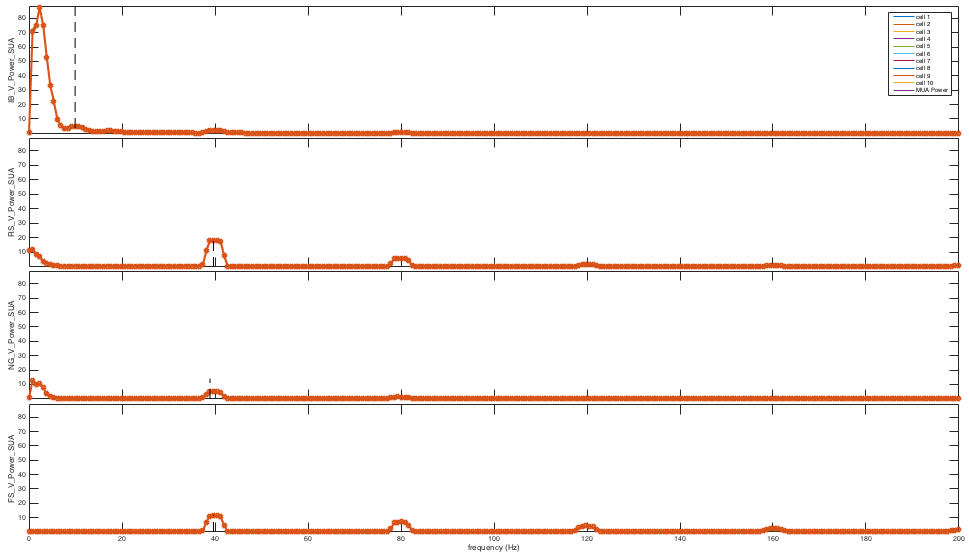 80
70
60
50
40
30
20
10
IB_V_Power_SUA
cell 1
cell 2
cell 3
cell 4
cell 5
cell 6
cell 7
cell 8
cell 9
cell 10
MUA Power
80
70
60
50
40
30
20
10
RS_V_Power_SUA
80
70
60
50
40
30
20
10
NG_V_Power_SUA
80
70
60
50
40
30
20
10
FS_V_Power_SUA
0 20 40 60 80 100 120 140 160 180 200
frequency (Hz)